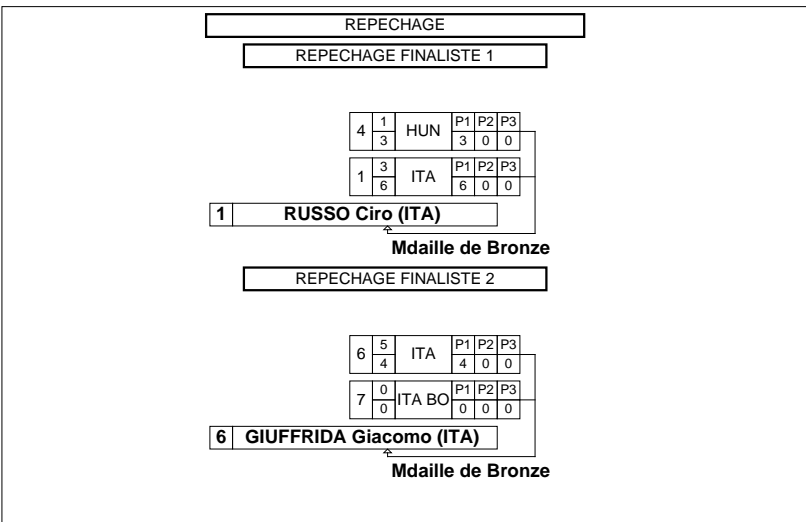 REPECHAGE
REPECHAGE FINALISTE 1
4 1 HUN P1 P2 P3
3 3 0 0
1 3 ITA P1 P2 P3
6 6 0 0
1 RUSSO Ciro (ITA)
Mdaille de Bronze
REPECHAGE FINALISTE 2
6 5 ITA P1 P2 P3
4 4 0 0
7 0 ITA BO P1 P2 P3
0 0 0 0
6 GIUFFRIDA Giacomo (ITA)
Mdaille de Bronze